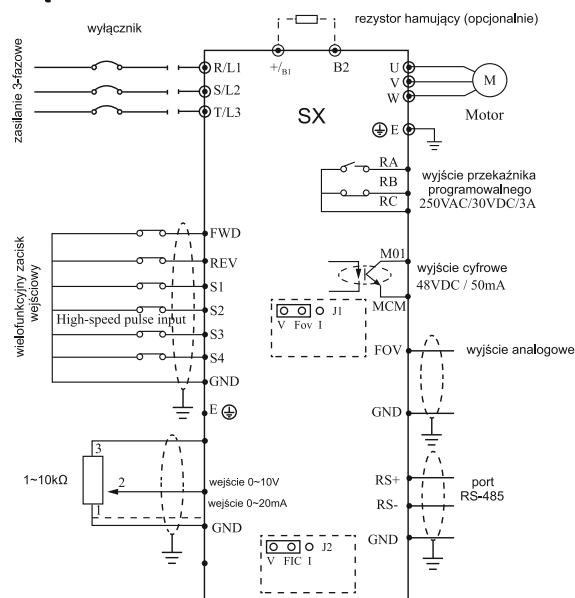 rezystor hamujący (opcjonalnie)
wyłącznik
zasilanie 3-fazowe
R/L1
S/L2
T/L3
+/B1
B2
SX
U
V
W
M
Motor
E
RA
RB
RC
wyjście przekaźnika
programowalnego
250VAC/30VDC/3A
wielofunkcyjny zacisk
wejściowy
FWD
REV
S1
S2
High-speed pulse input
S3
S4
GND
E
M01
MCM
wyjście cyfrowe
48VDC / 50mA
J1
V Fov I
FOV
wyjście analogowe
GND
1~10kΩ
3
2
1
wejście 0~10V
wejście 0~20mA
GND
RS+
RS-
port
RS-485
GND
J2
V FIC I